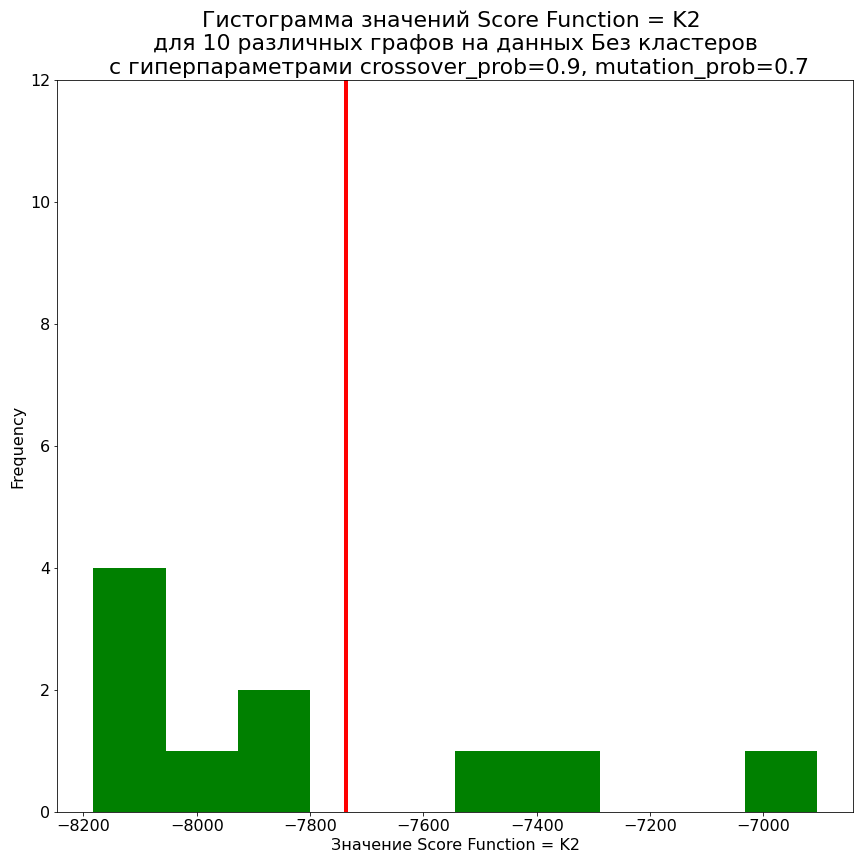 Гистограмма значений Score Function = K2
для 10 различных графов на данных Без кластеров
с гиперпараметрами crossover_prob=0.9, mutation_prob=0.7
12
10
8
6
4
2
0
Frequency
−8200 −8000 −7800 −7600 −7400 −7200 −7000
Значение Score Function = K2